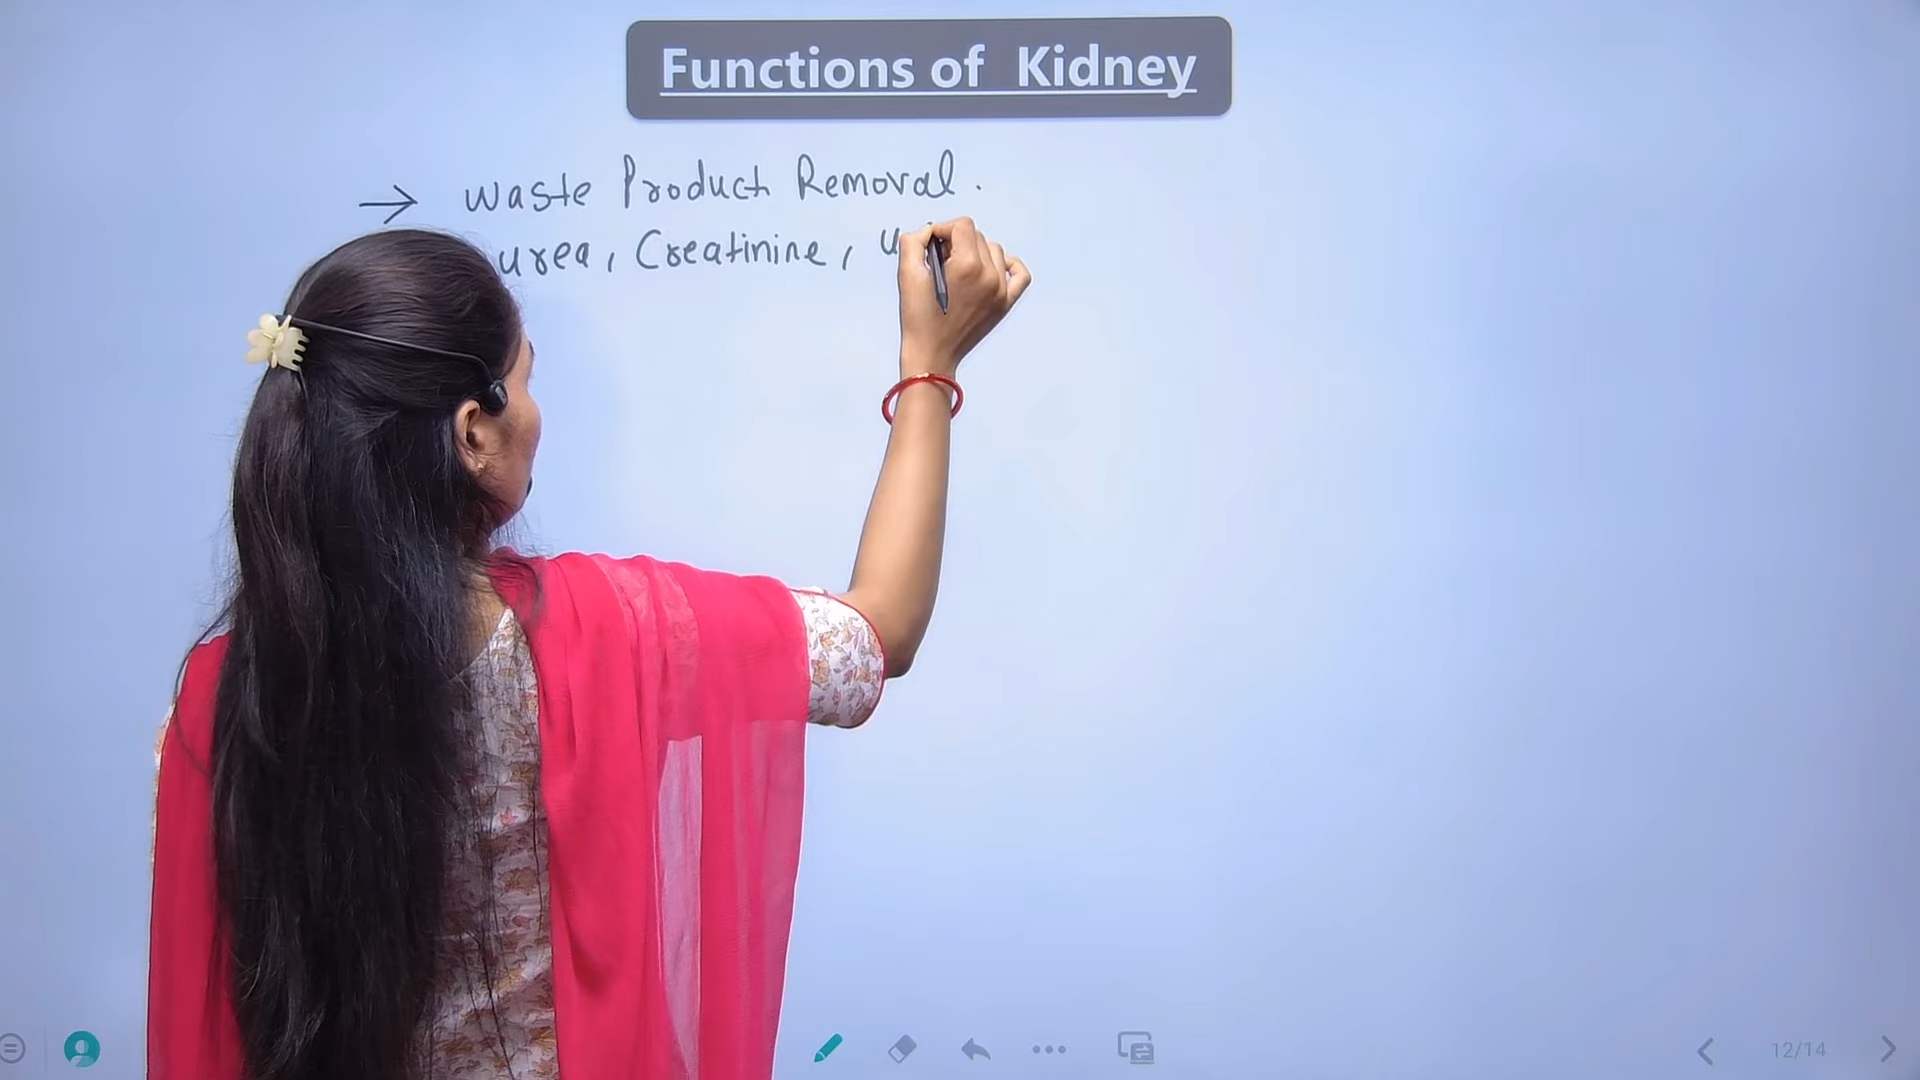 Functions of Kidney
→ Waste Product Removal.
urea, Creatinine,
12/14